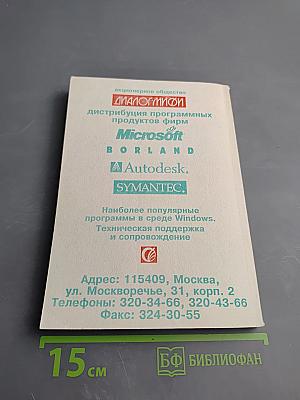 акционерное общество
ДИАЛОГ-МИФИ
дистрибуция программных
продуктов фирм
Microsoft
BORLAND
Autodesk.
SYMANTEC.
Наиболее популярные
программы в среде Windows.
Техническая поддержка
и сопровождение
Адрес: 115409, Москва,
ул. Москворечье, 31, корп. 2
Телефоны: 320-34-66, 320-43-66
Факс: 324-30-55
15 см
БФ БИБЛИОФАН